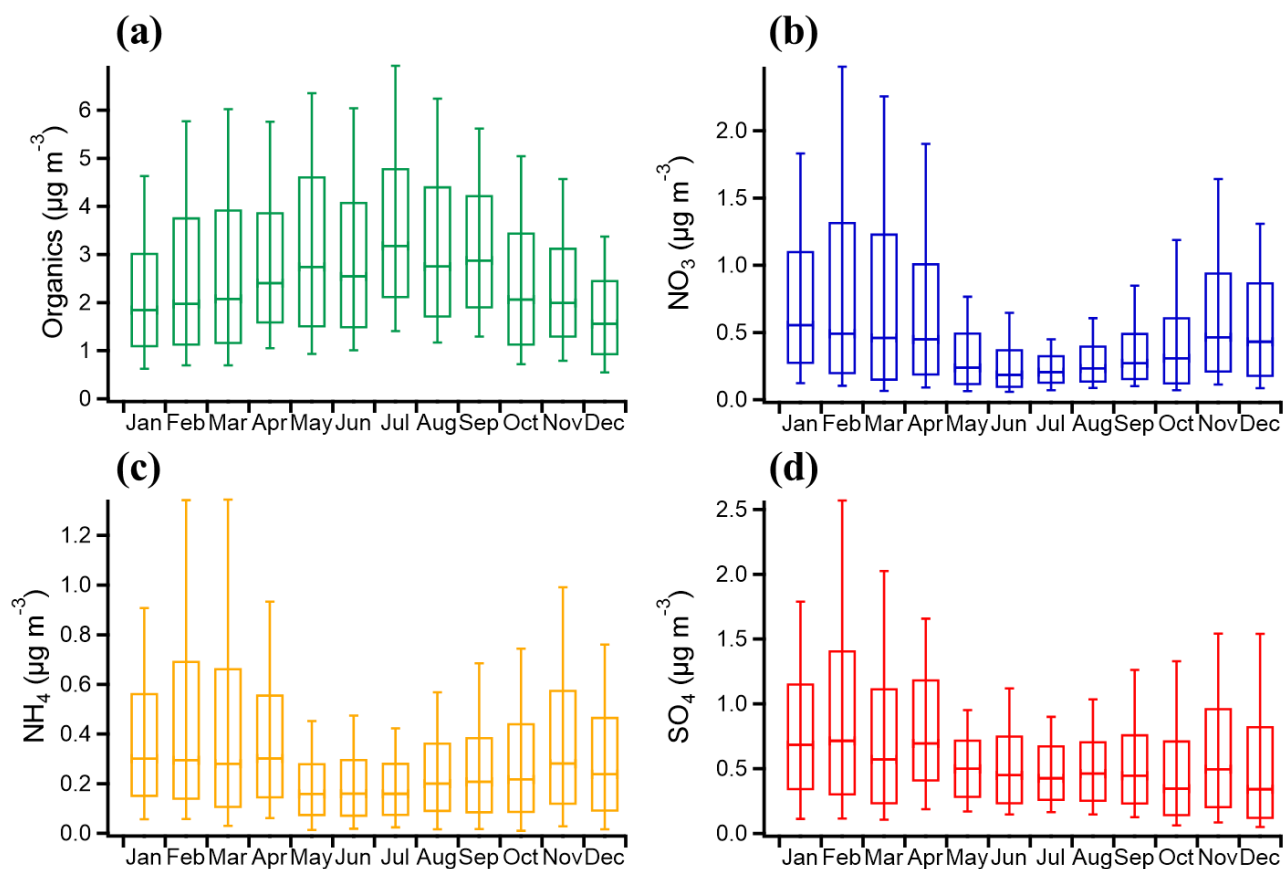 (a)
Organics (µg m⁻³)
6
5
4
3
2
1
0
Jan Feb Mar Apr May Jun Jul Aug Sep Oct Nov Dec
(b)
NO₃ (µg m⁻³)
2.0
1.5
1.0
0.5
0.0
Jan Feb Mar Apr May Jun Jul Aug Sep Oct Nov Dec
(c)
NH₄ (µg m⁻³)
1.2
1.0
0.8
0.6
0.4
0.2
0.0
Jan Feb Mar Apr May Jun Jul Aug Sep Oct Nov Dec
(d)
SO₄ (µg m⁻³)
2.5
2.0
1.5
1.0
0.5
0.0
Jan Feb Mar Apr May Jun Jul Aug Sep Oct Nov Dec